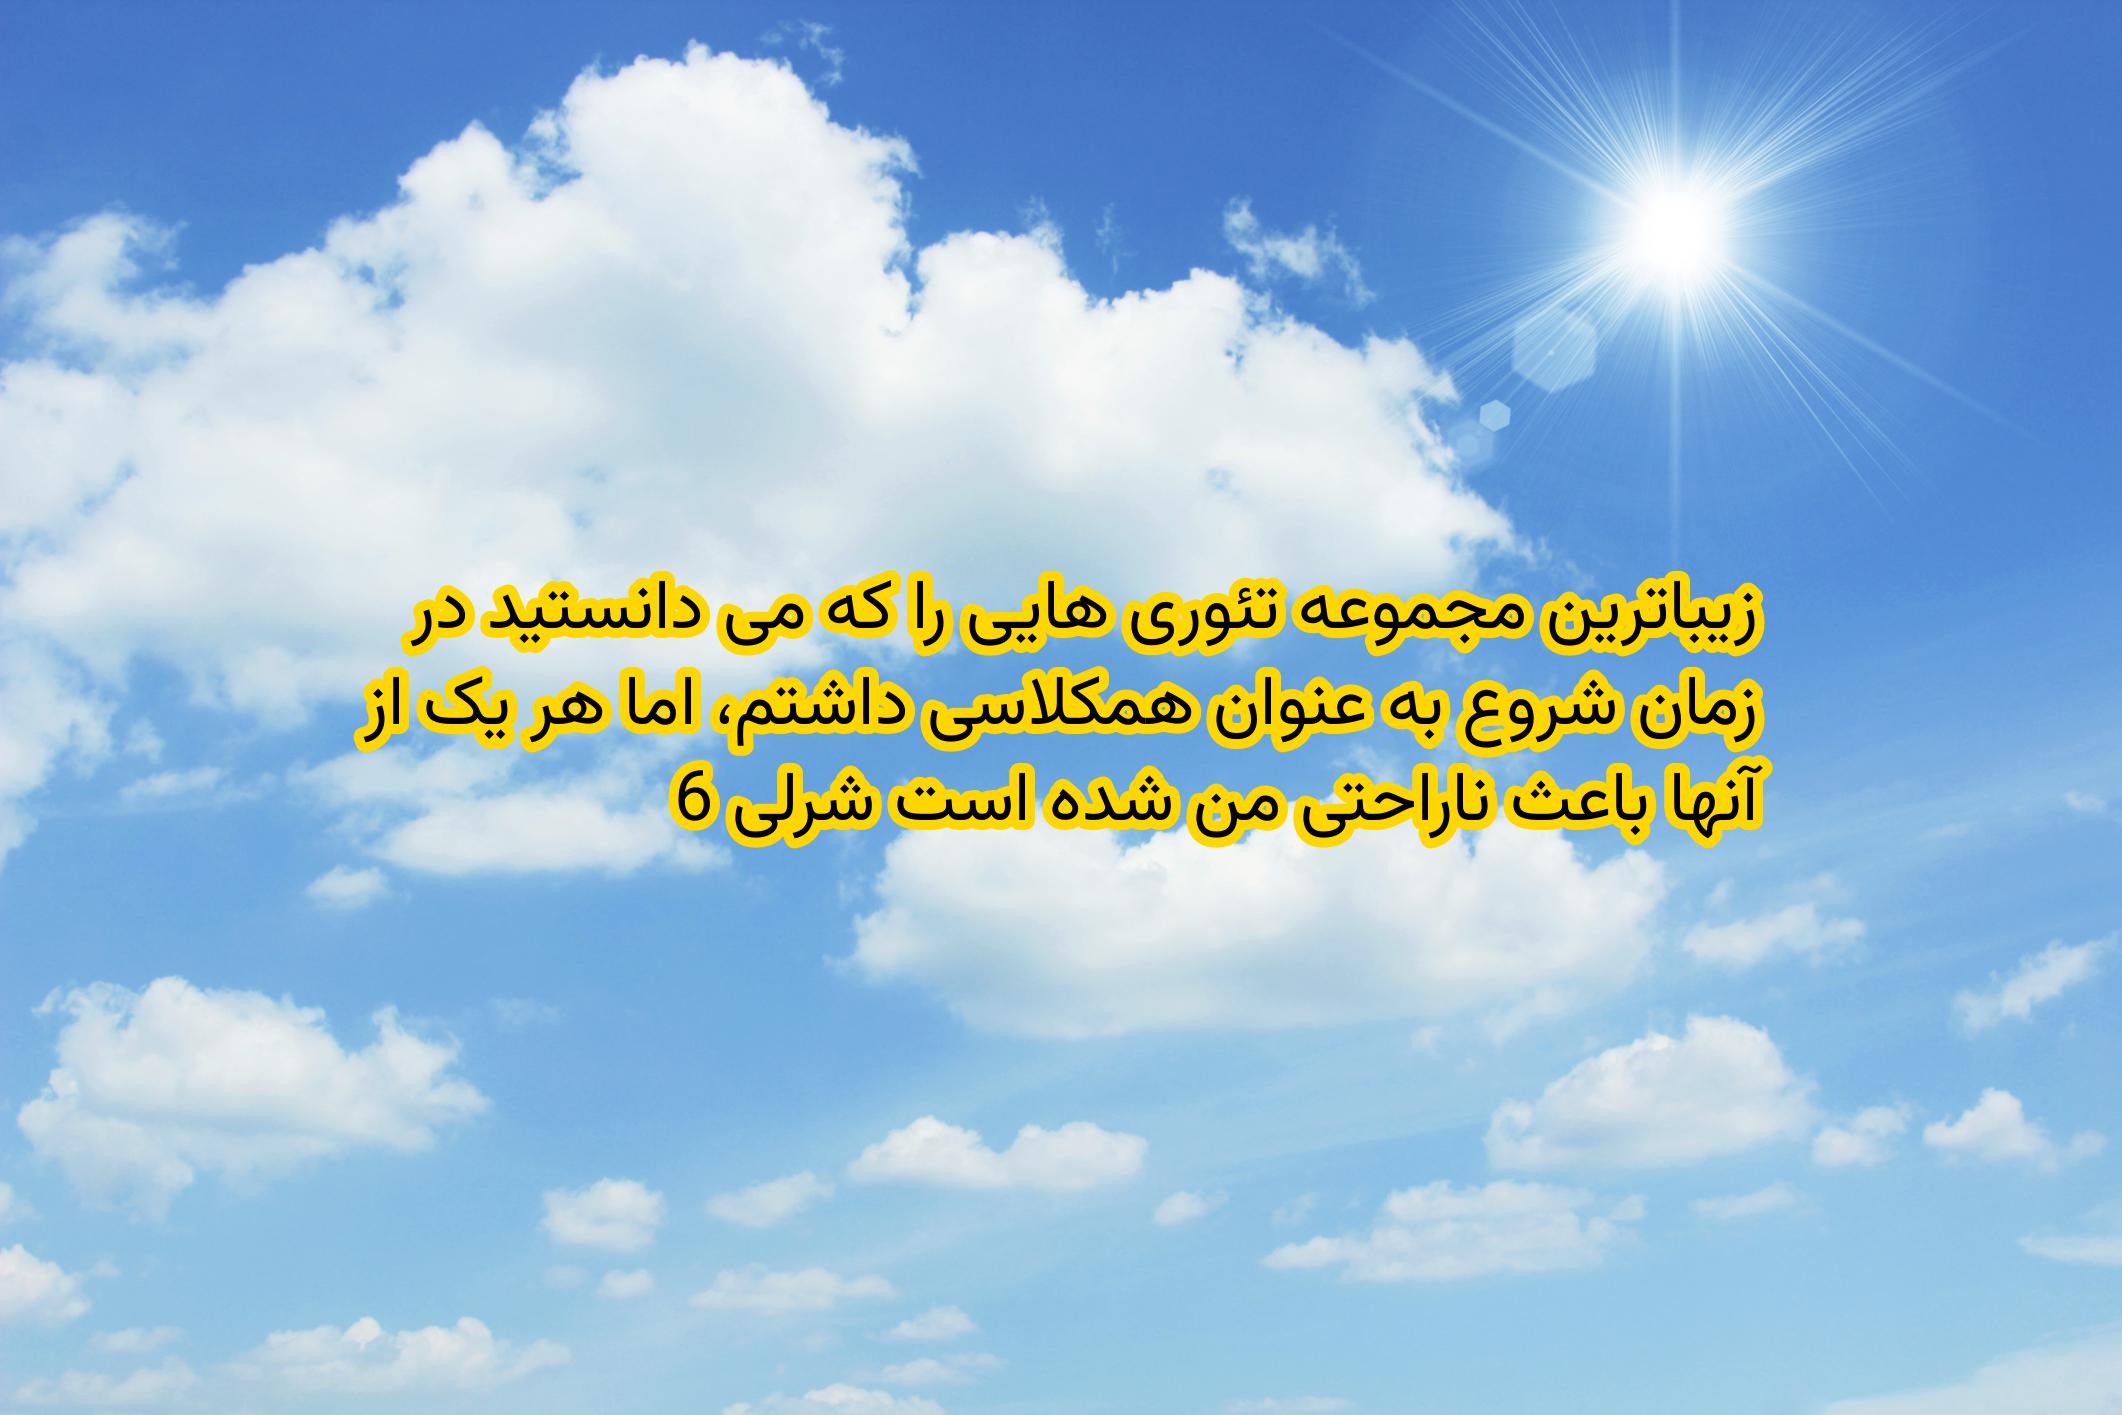 زیباترین مجموعه تئوری هایی را که می دانستید در
زمان شروع به عنوان همکلاسی داشتم، اما هر یک از
آنها باعث ناراحتی من شده است شرلی 6